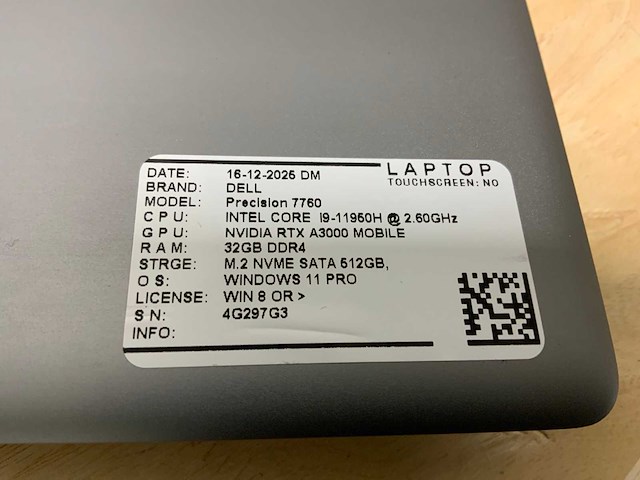 LAPTOP
TOUCHSCREEN: NO
DATE: 16-12-2025 DM
BRAND: DELL
MODEL: Precision 7760
CPU: INTEL CORE i9-11950H @ 2.60GHz
GPU: NVIDIA RTX A3000 MOBILE
RAM: 32GB DDR4
STRGE: M.2 NVME SATA 512GB,
OS: WINDOWS 11 PRO
LICENSE: WIN 8 OR >
S N: 4G297G3
INFO: